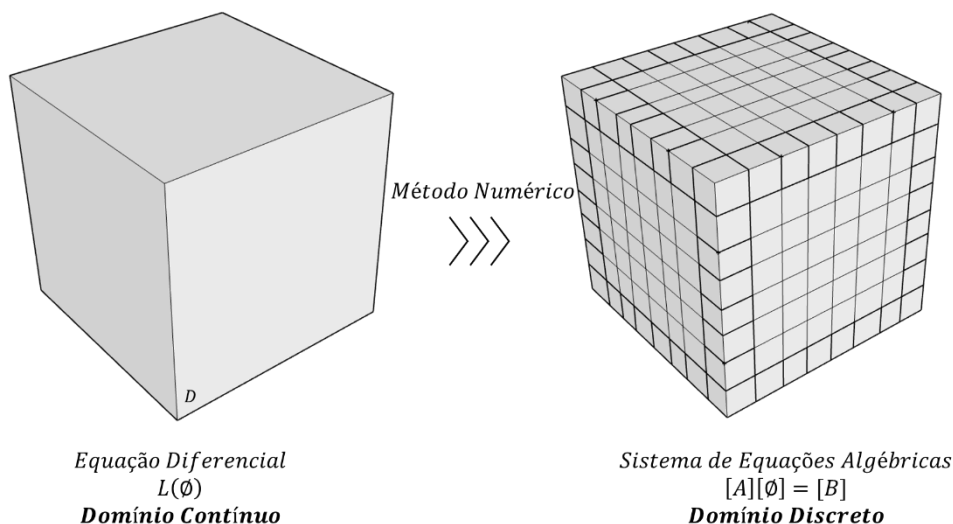 Método Numérico
D
Equação Diferencial
L(∅)
Domínio Contínuo
Sistema de Equações Algébricas
[A][∅] = [B]
Domínio Discreto